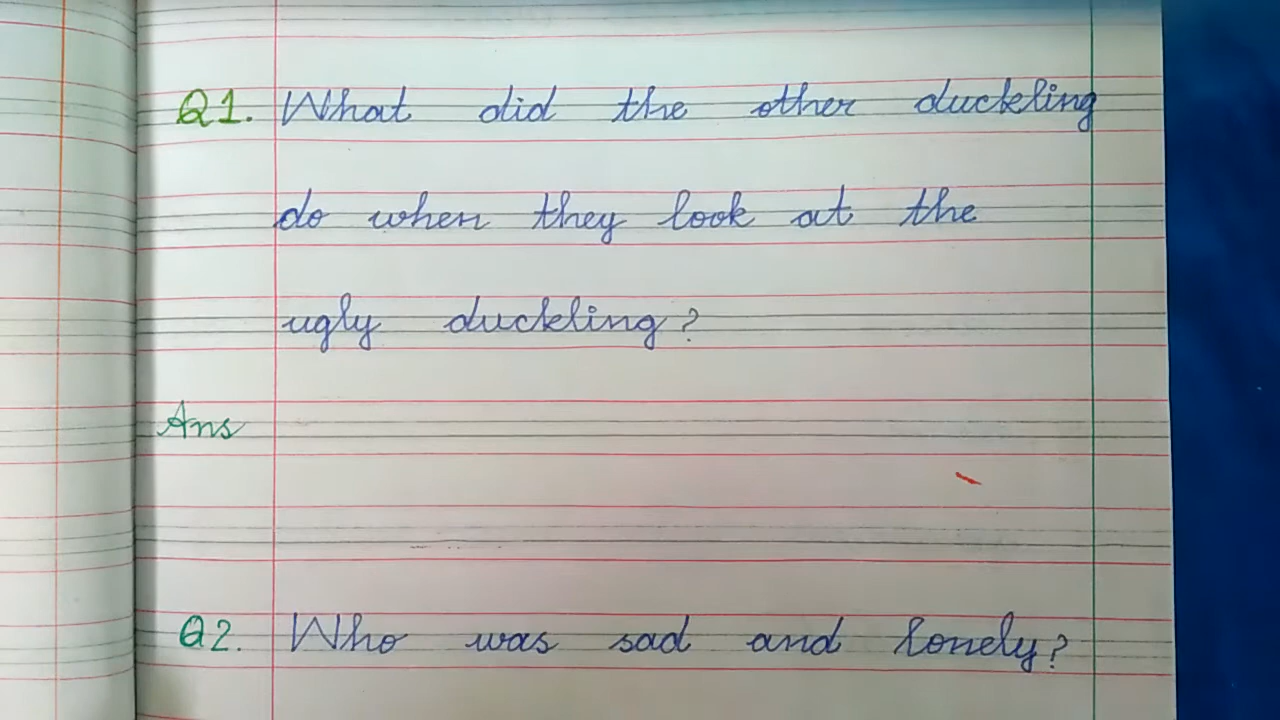 Q1. What did the other duckling
do when they look at the
ugly duckling?
Ans
Q2. Who was sad and lonely?